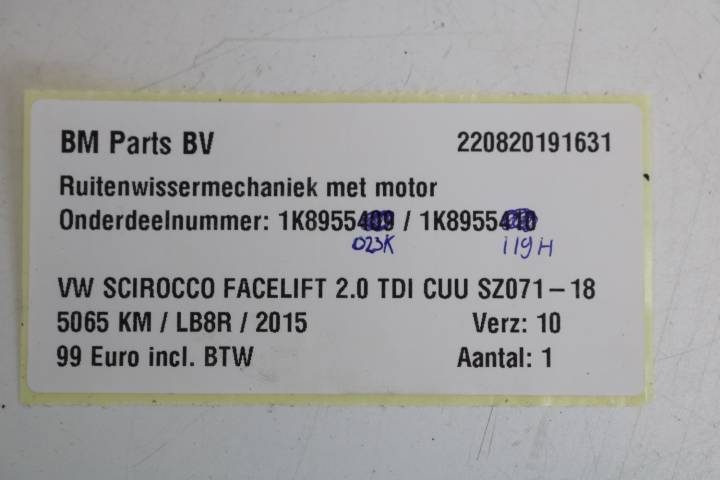 BM Parts BV 220820191631
Ruitenwissermechaniek met motor
Onderdeelnummer: 1K8955409 / 1K8955410
023K 119H
VW SCIROCCO FACELIFT 2.0 TDI CUU SZ071-18
5065 KM / LB8R / 2015 Verz: 10
99 Euro incl. BTW Aantal: 1